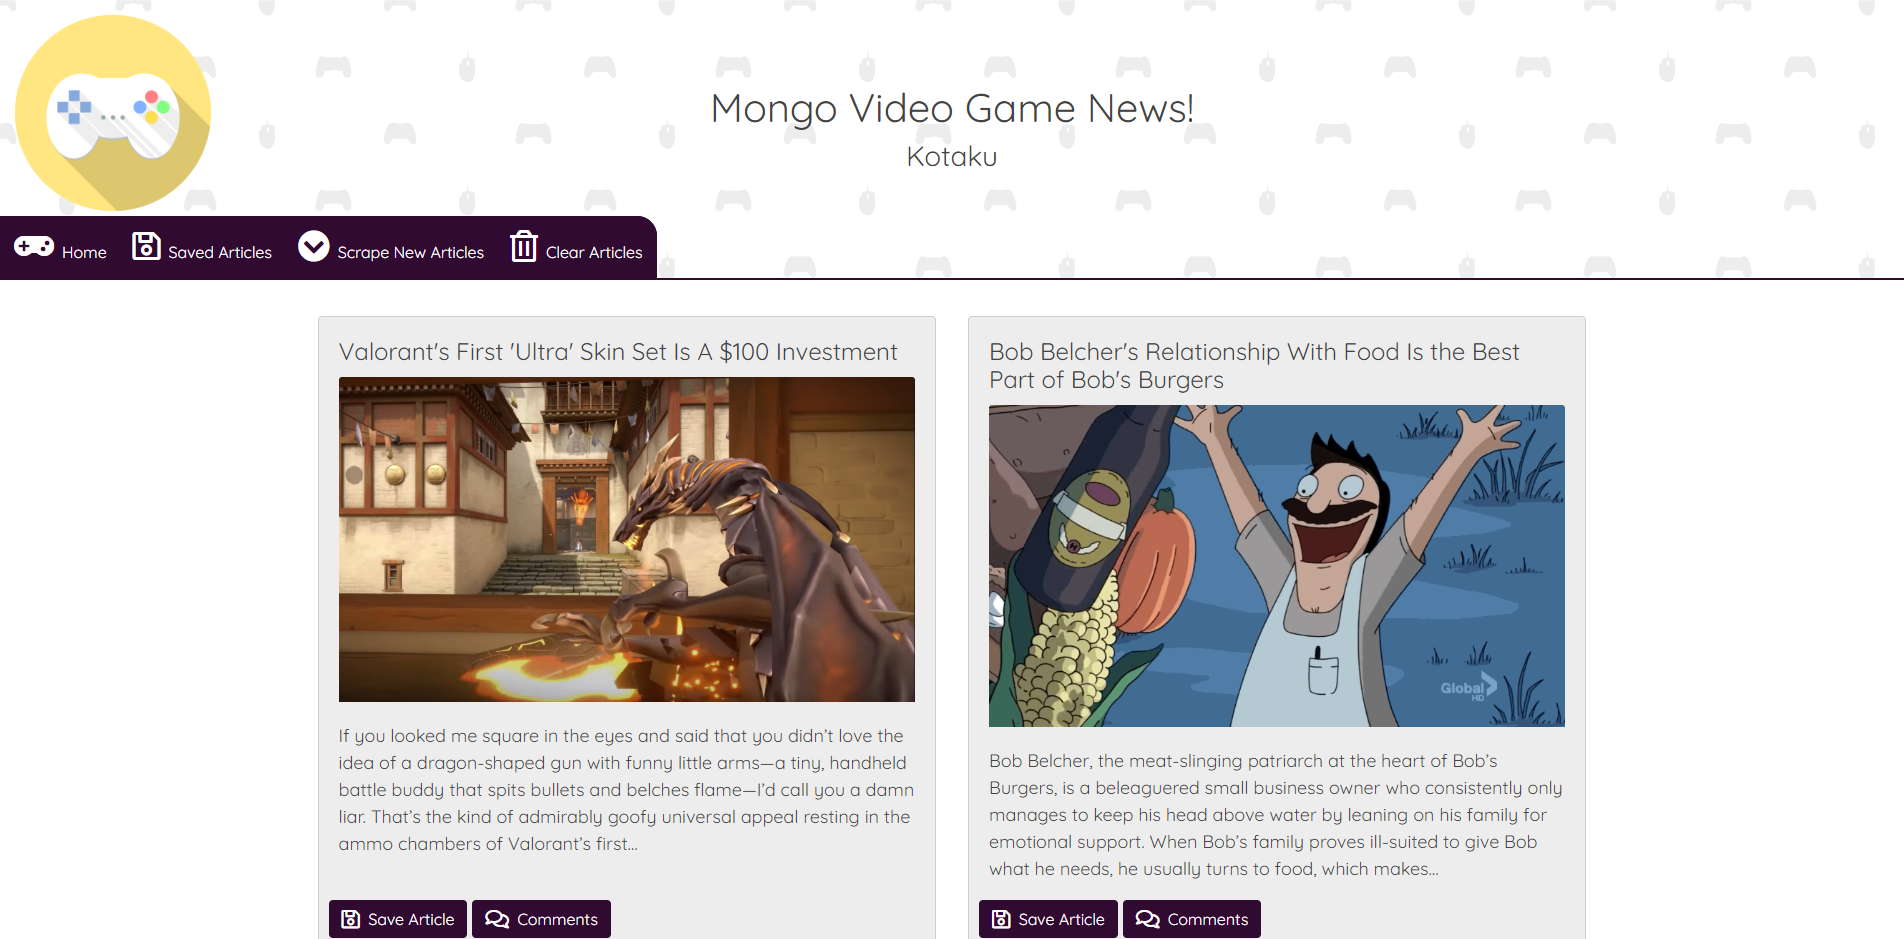 Mongo Video Game News!
Kotaku
Home
Saved Articles
Scrape New Articles
Clear Articles
Valorant's First 'Ultra' Skin Set Is A $100 Investment
If you looked me square in the eyes and said that you didn’t love the
idea of a dragon-shaped gun with funny little arms—a tiny, handheld
battle buddy that spits bullets and belches flame—I’d call you a damn
liar. That’s the kind of admirably goofy universal appeal resting in the
ammo chambers of Valorant’s first...
Save Article
Comments
Bob Belcher's Relationship With Food Is the Best
Part of Bob's Burgers
Global
HD
Bob Belcher, the meat-slinging patriarch at the heart of Bob’s
Burgers, is a beleaguered small business owner who consistently only
manages to keep his head above water by leaning on his family for
emotional support. When Bob’s family proves ill-suited to give Bob
what he needs, he usually turns to food, which makes...
Save Article
Comments